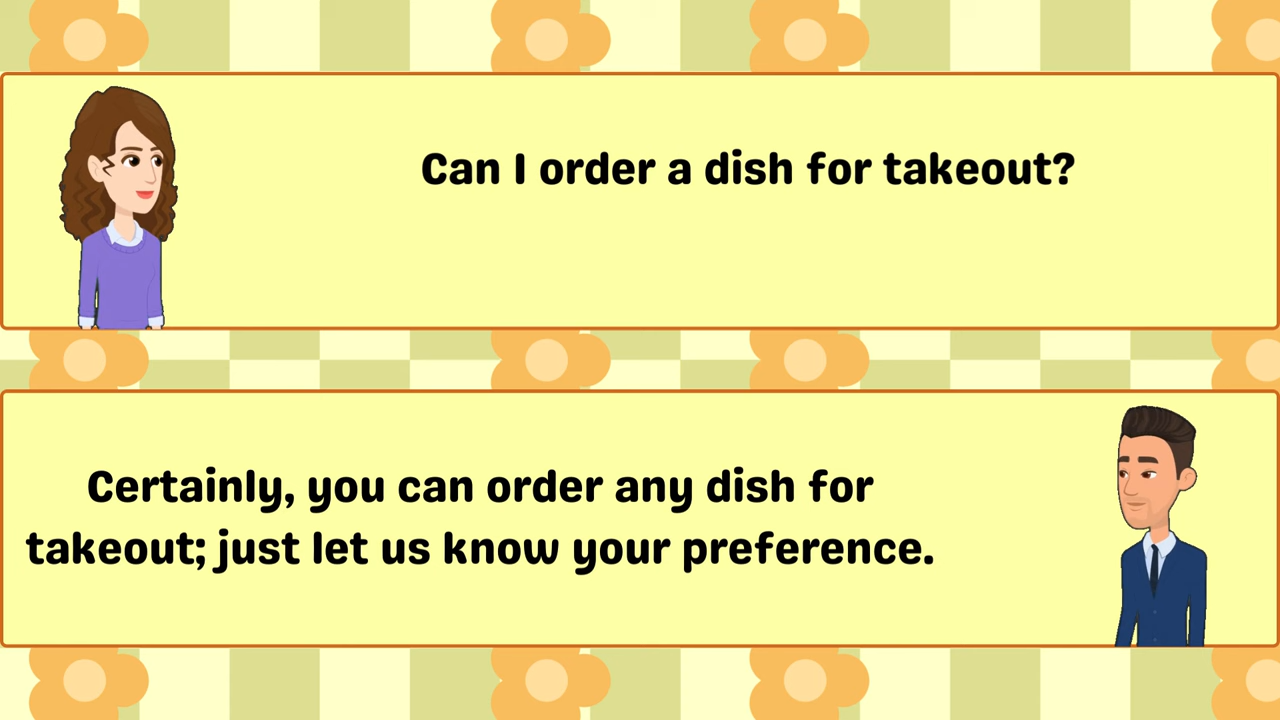 Can I order a dish for takeout?
Certainly, you can order any dish for
takeout; just let us know your preference.